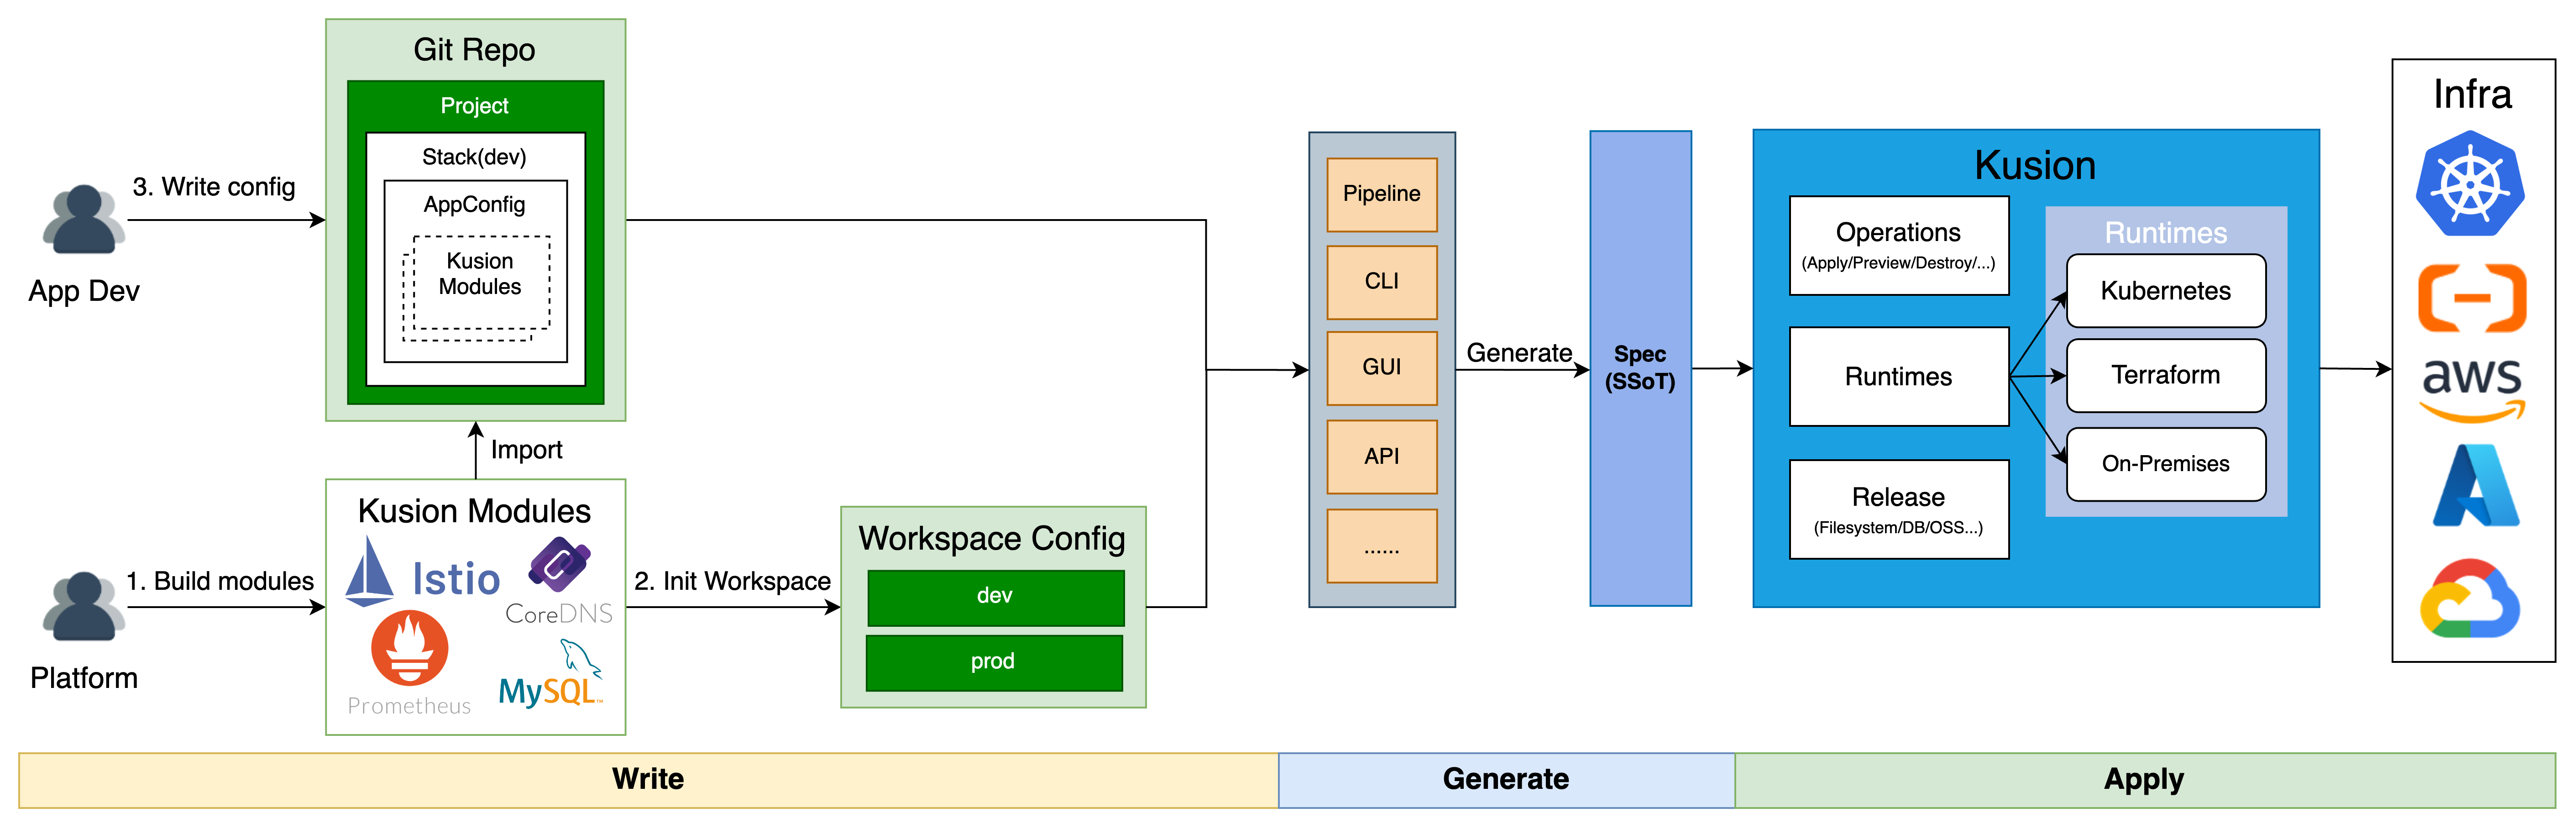 Git Repo
Project
Stack(dev)
AppConfig
Kusion
Modules
3. Write config
App Dev
Import
Kusion Modules
Istio
CoreDNS
Prometheus
MySQL™
1. Build modules
Platform
2. Init Workspace
Workspace Config
dev
prod
Pipeline
CLI
GUI
API
......
Generate
Spec
(SSoT)
Kusion
Operations
(Apply/Preview/Destroy/...)
Runtimes
Release
(Filesystem/DB/OSS...)
Runtimes
Kubernetes
Terraform
On-Premises
Infra
aws
Write
Generate
Apply